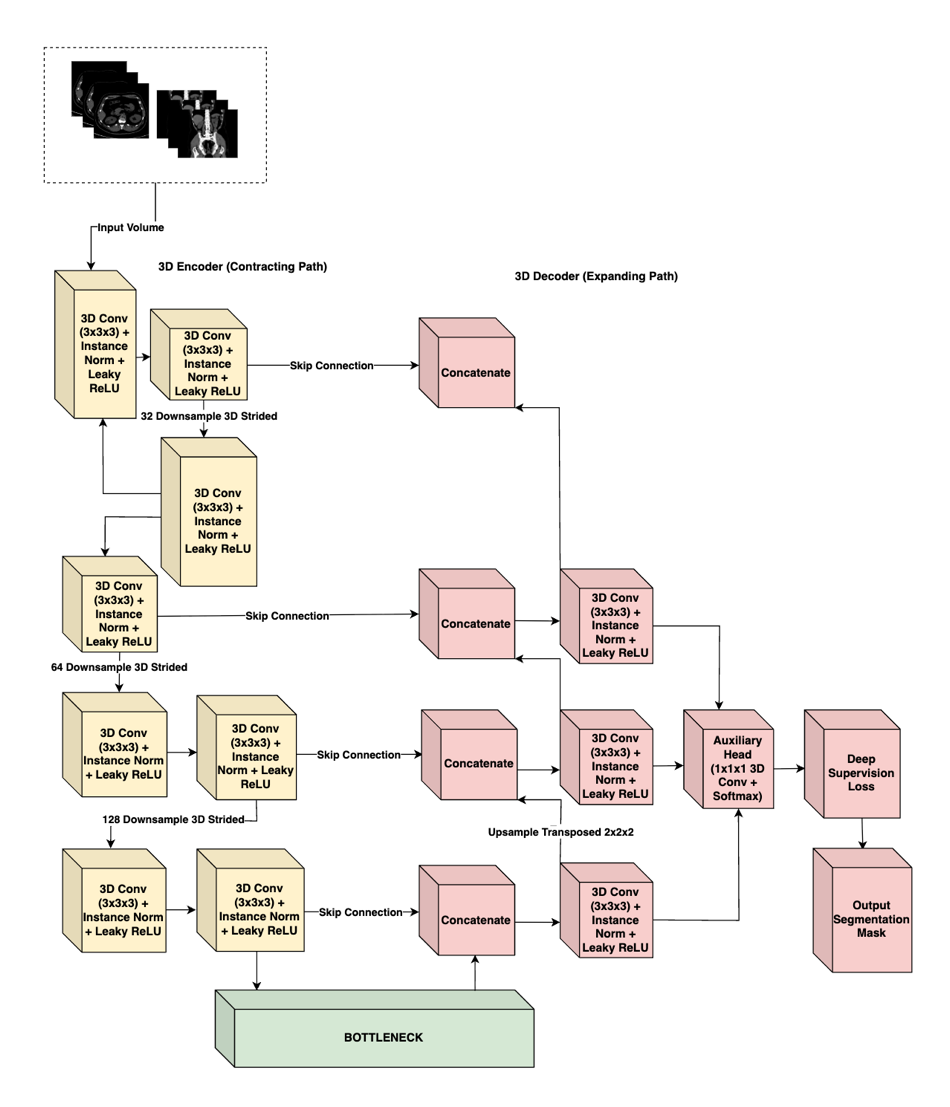 Input Volume
3D Encoder (Contracting Path)
3D Decoder (Expanding Path)
3D Conv
(3x3x3) +
Instance
Norm +
Leaky
ReLU
3D Conv
(3x3x3) +
Instance
Norm +
Leaky ReLU
Skip Connection
Concatenate
32 Downsample 3D Strided
3D Conv
(3x3x3) +
Instance
Norm +
Leaky ReLU
3D Conv
(3x3x3) +
Instance
Norm +
Leaky ReLU
Skip Connection
Concatenate
3D Conv
(3x3x3) +
Instance
Norm +
Leaky ReLU
64 Downsample 3D Strided
3D Conv
(3x3x3) +
Instance Norm
+ Leaky ReLU
3D Conv
(3x3x3) +
Instance
Norm + Leaky
ReLU
Skip Connection
Concatenate
3D Conv
(3x3x3) +
Instance
Norm +
Leaky ReLU
Auxiliary
Head
(1x1x1 3D
Conv +
Softmax)
Deep
Supervision
Loss
128 Downsample 3D Strided
Upsample Transposed 2x2x2
3D Conv
(3x3x3) +
Instance Norm
+ Leaky ReLU
3D Conv
(3x3x3) +
Instance Norm
+ Leaky ReLU
Skip Connection
Concatenate
3D Conv
(3x3x3) +
Instance
Norm +
Leaky ReLU
Output
Segmentation
Mask
BOTTLENECK